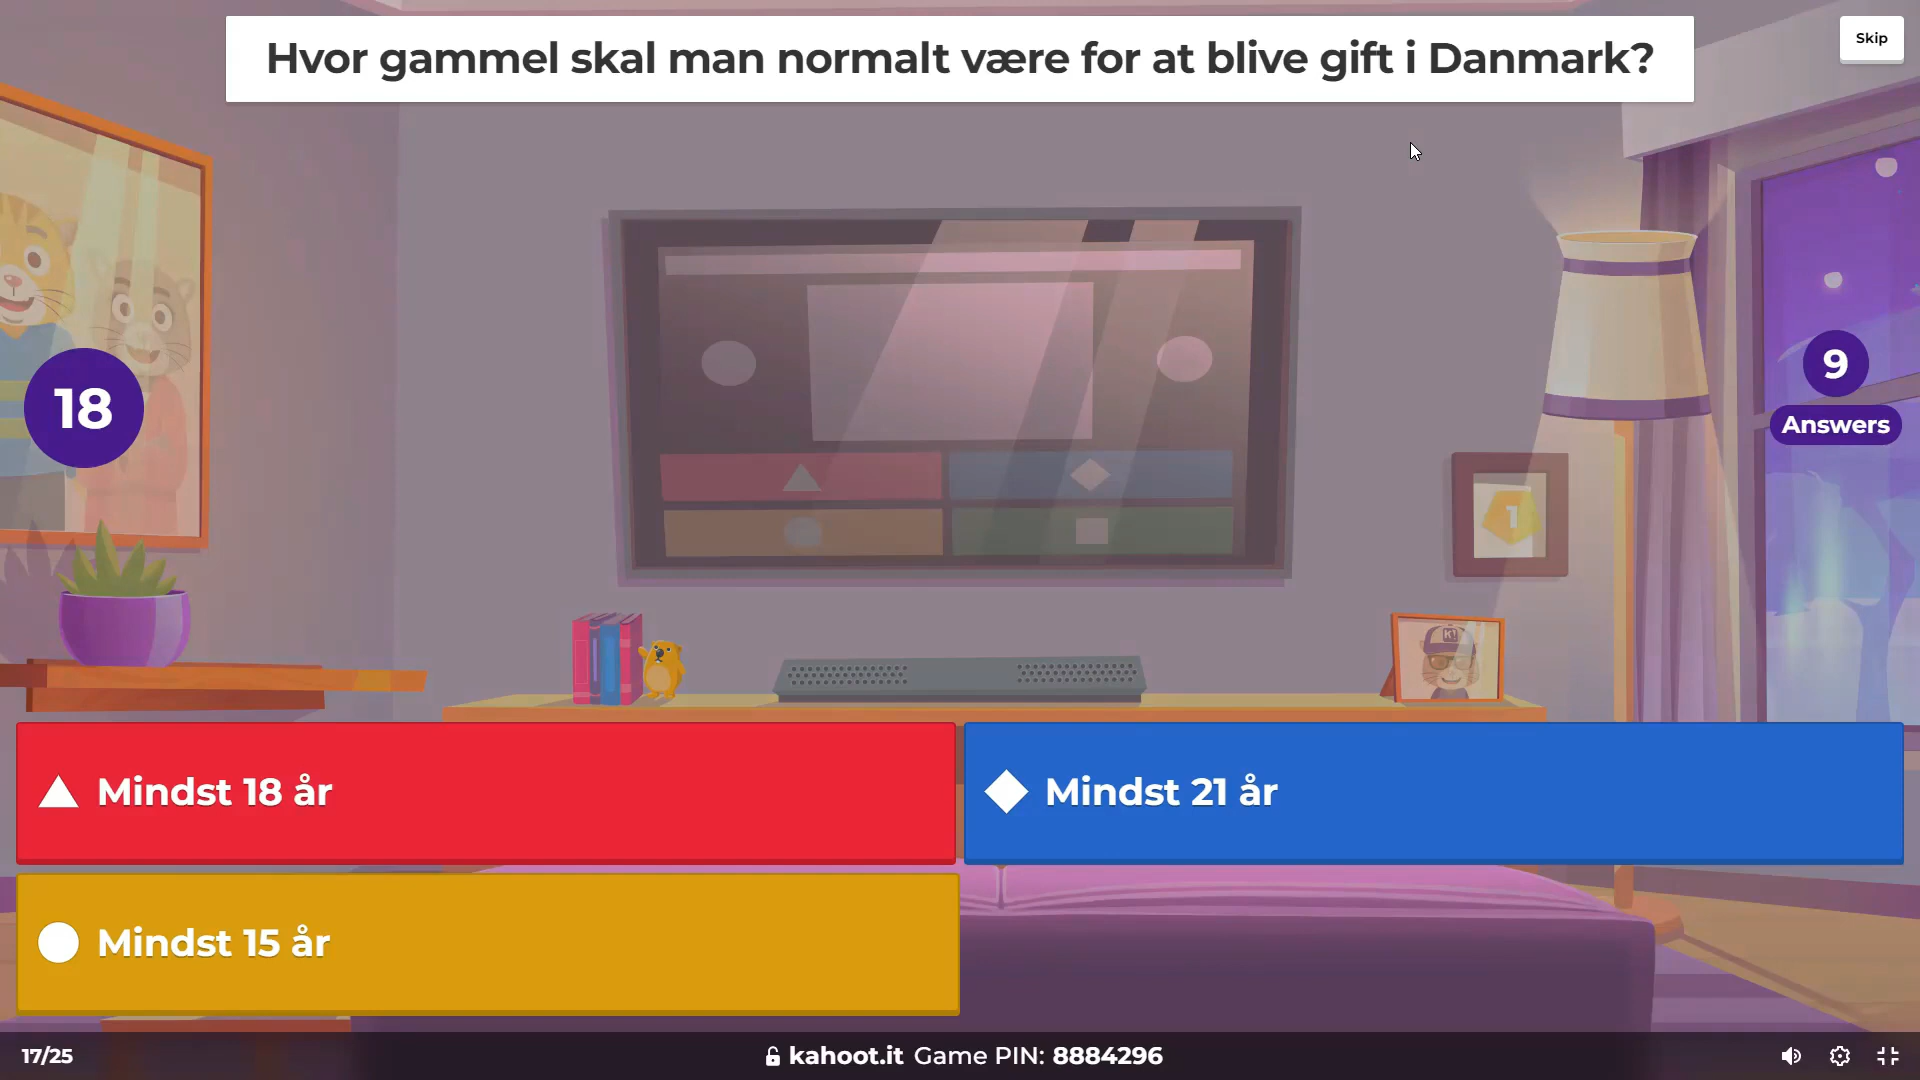 Hvor gammel skal man normalt være for at blive gift i Danmark?
Skip
18
9
Answers
1
K!
Mindst 18 år
Mindst 21 år
Mindst 15 år
17/25
kahoot.it Game PIN: 8884296